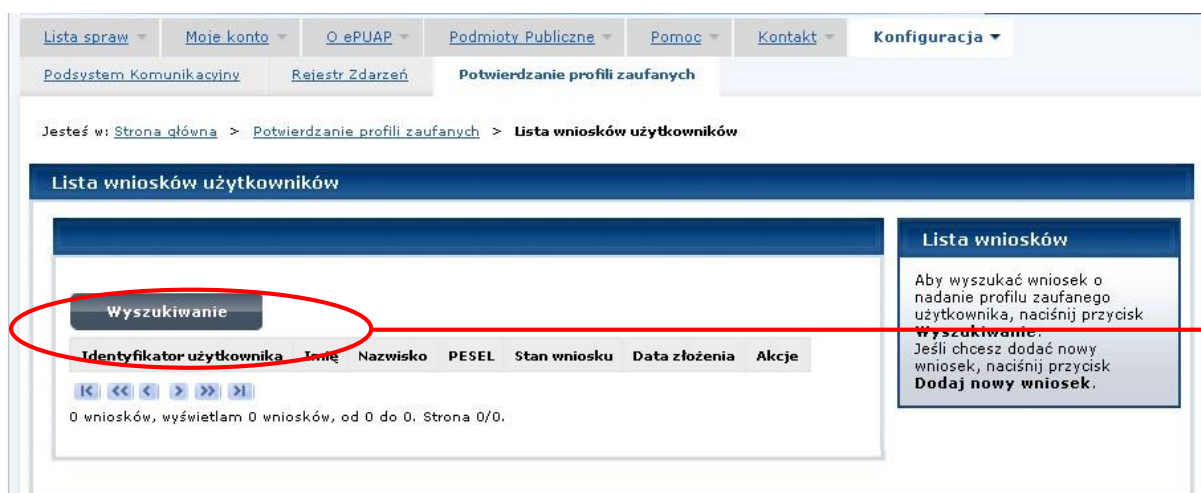 Lista spraw Moje konto O ePUAP Podmioty Publiczne Pomoc Kontakt Konfiguracja
Podsystem Komunikacyjny Rejestr Zdarzeń Potwierdzanie profili zaufanych
Jesteś w: Strona główna > Potwierdzanie profili zaufanych > Lista wniosków użytkowników
Lista wniosków użytkowników
Wyszukiwanie
Identyfikator użytkownika Imię Nazwisko PESEL Stan wniosku Data złożenia Akcje
0 wniosków, wyświetlam 0 wniosków, od 0 do 0. Strona 0/0.
Lista wniosków
Aby wyszukać wniosek o
nadanie profilu zaufanego
użytkownika, naciśnij przycisk
Wyszukiwanie.
Jeśli chcesz dodać nowy
wniosek, naciśnij przycisk
Dodaj nowy wniosek.